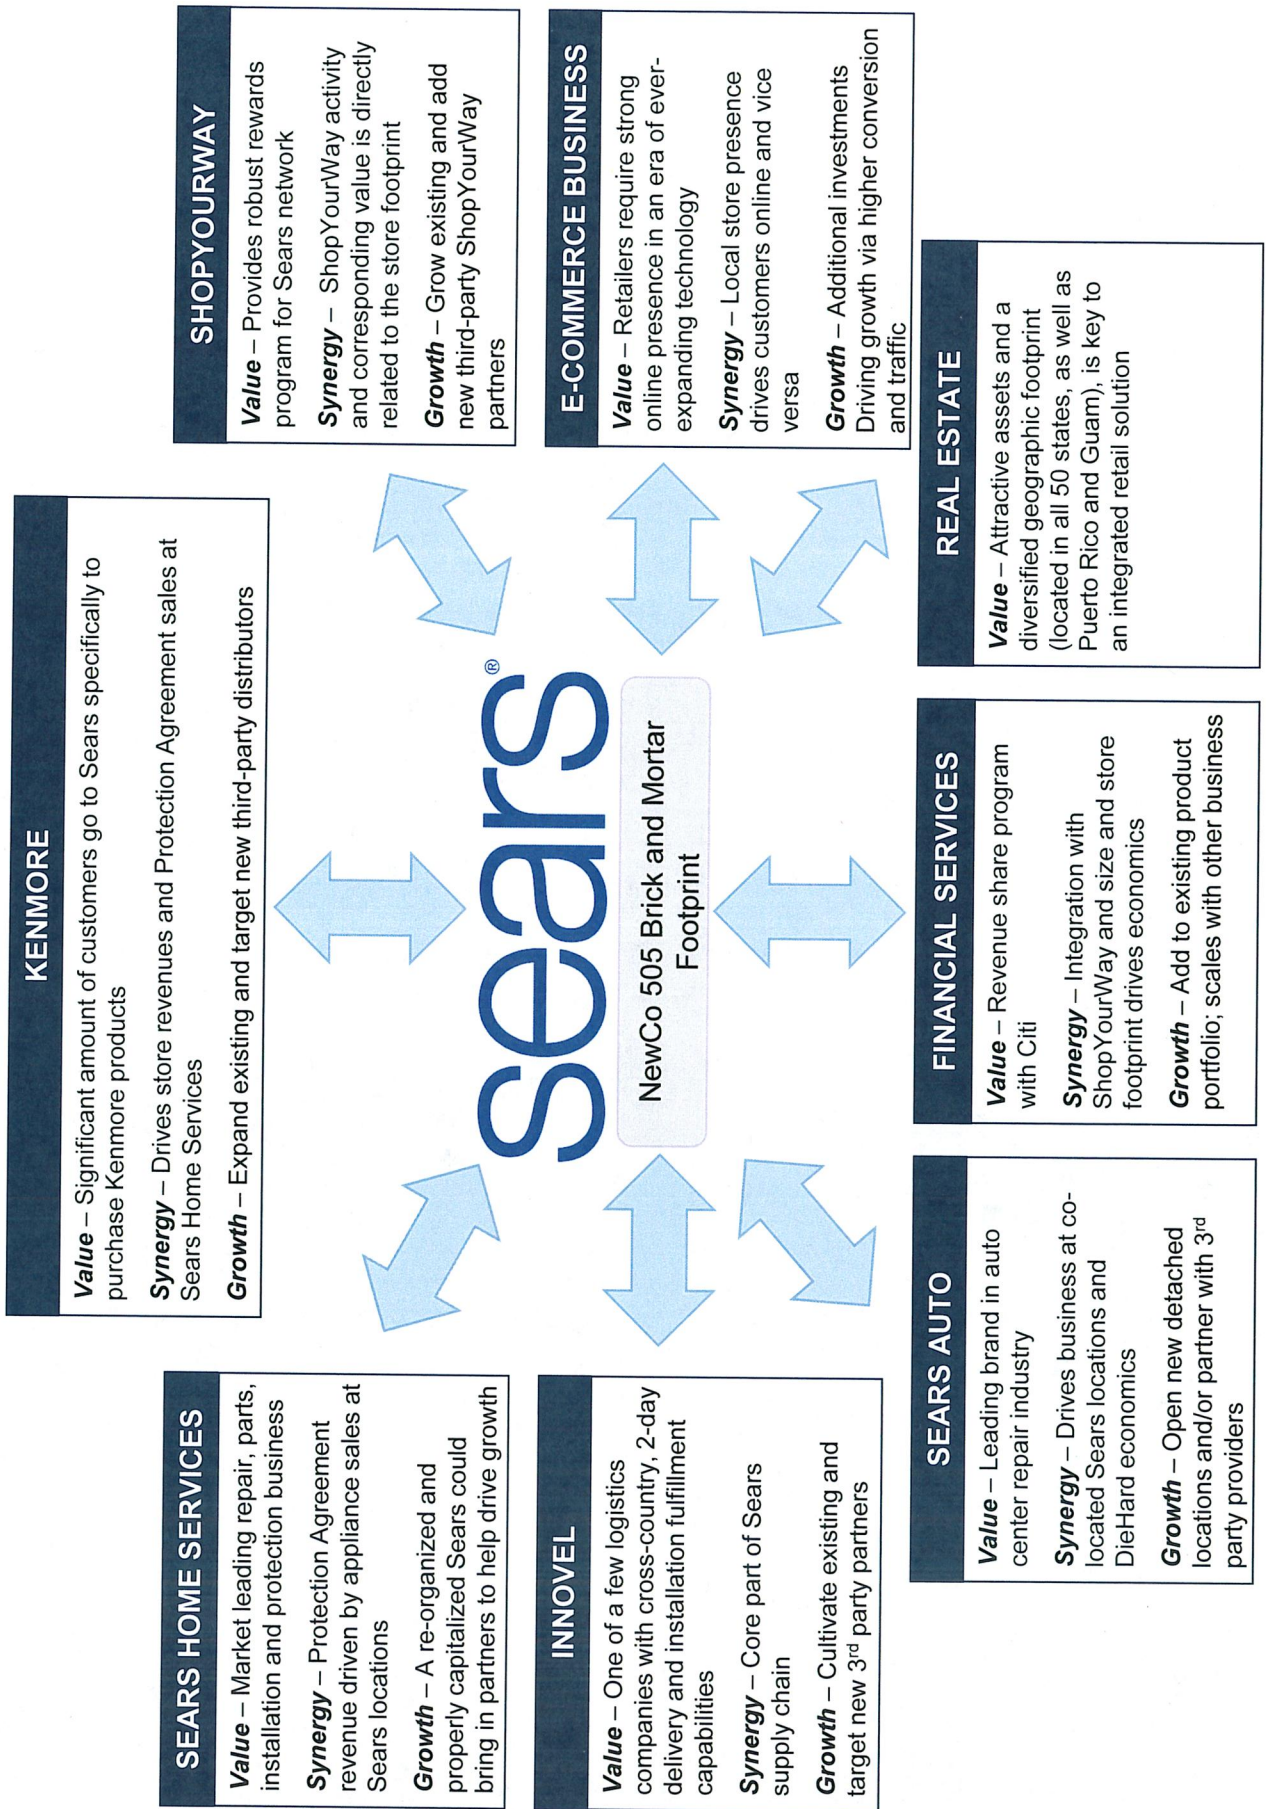 KENMORE
Value – Significant amount of customers go to Sears specifically to
purchase Kenmore products
Synergy – Drives store revenues and Protection Agreement sales at
Sears Home Services
Growth – Expand existing and target new third-party distributors
SEARS HOME SERVICES
Value – Market leading repair, parts,
installation and protection business
Synergy – Protection Agreement
revenue driven by appliance sales at
Sears locations
Growth – A re-organized and
properly capitalized Sears could
bring in partners to help drive growth
SHOPYOURWAY
Value – Provides robust rewards
program for Sears network
Synergy – ShopYourWay activity
and corresponding value is directly
related to the store footprint
Growth – Grow existing and add
new third-party ShopYourWay
partners
sears®
NewCo 505 Brick and Mortar
Footprint
INNOVEL
Value – One of a few logistics
companies with cross-country, 2-day
delivery and installation fulfillment
capabilities
Synergy – Core part of Sears
supply chain
Growth – Cultivate existing and
target new 3rd party partners
E-COMMERCE BUSINESS
Value – Retailers require strong
online presence in an era of ever-
expanding technology
Synergy – Local store presence
drives customers online and vice
versa
Growth – Additional investments
Driving growth via higher conversion
and traffic
SEARS AUTO
Value – Leading brand in auto
center repair industry
Synergy – Drives business at co-
located Sears locations and
DieHard economics
Growth – Open new detached
locations and/or partner with 3rd
party providers
FINANCIAL SERVICES
Value – Revenue share program
with Citi
Synergy – Integration with
ShopYourWay and size and store
footprint drives economics
Growth – Add to existing product
portfolio; scales with other business
REAL ESTATE
Value – Attractive assets and a
diversified geographic footprint
(located in all 50 states, as well as
Puerto Rico and Guam), is key to
an integrated retail solution